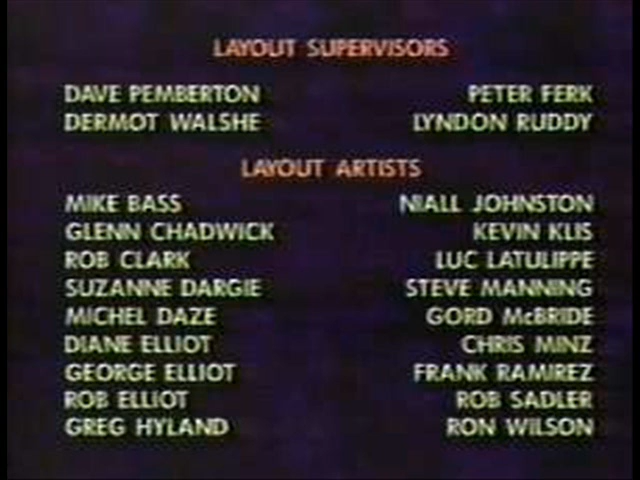 LAYOUT SUPERVISORS
DAVE PEMBERTON PETER FERK
DERMOT WALSHE LYNDON RUDDY
LAYOUT ARTISTS
MIKE BASS NIALL JOHNSTON
GLENN CHADWICK KEVIN KLIS
ROB CLARK LUC LATULIPPE
SUZANNE DARGIE STEVE MANNING
MICHEL DAZE GORD McBRIDE
DIANE ELLIOT CHRIS MINZ
GEORGE ELLIOT FRANK RAMIREZ
ROB ELLIOT ROB SADLER
GREG HYLAND RON WILSON